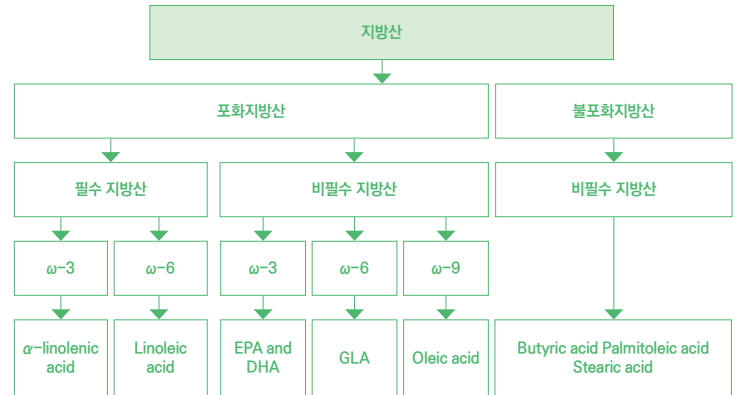 지방산
포화지방산
불포화지방산
필수 지방산
비필수 지방산
비필수 지방산
ω-3
ω-6
ω-3
ω-6
ω-9
α-linolenic
acid
Linoleic
acid
EPA and
DHA
GLA
Oleic acid
Butyric acid Palmitoleic acid
Stearic acid